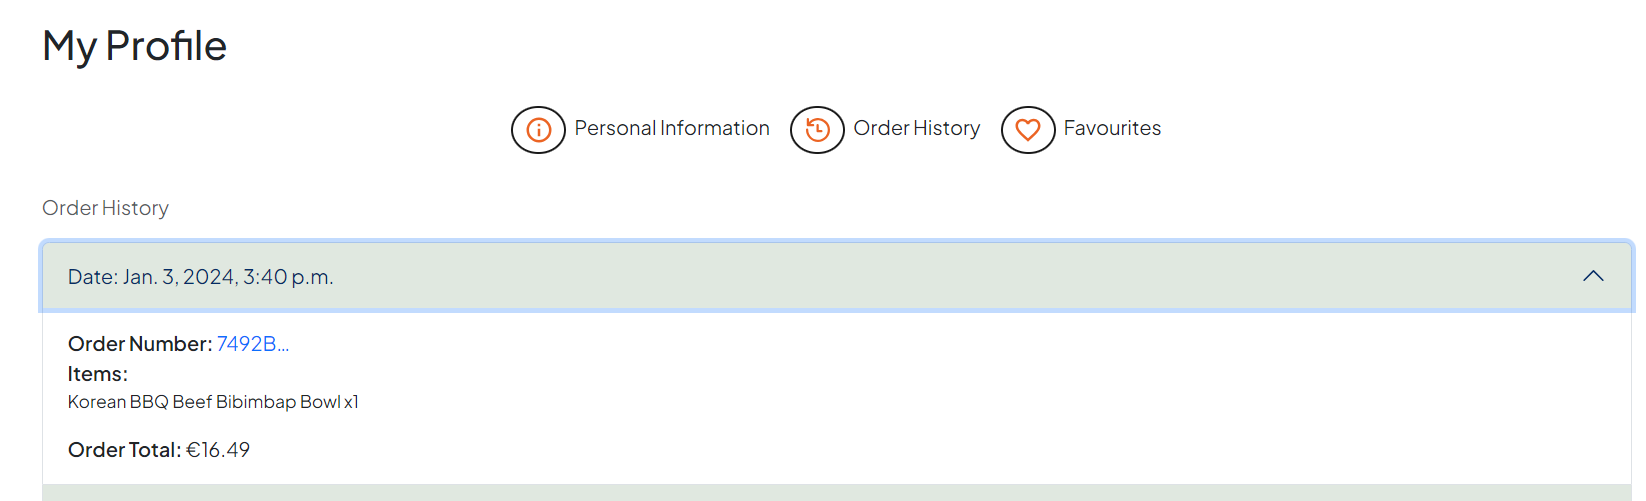 My Profile
Personal Information Order History Favourites
Order History
Date: Jan. 3, 2024, 3:40 p.m.
Order Number: 7492B...
Items:
Korean BBQ Beef Bibimbap Bowl x1
Order Total: €16.49